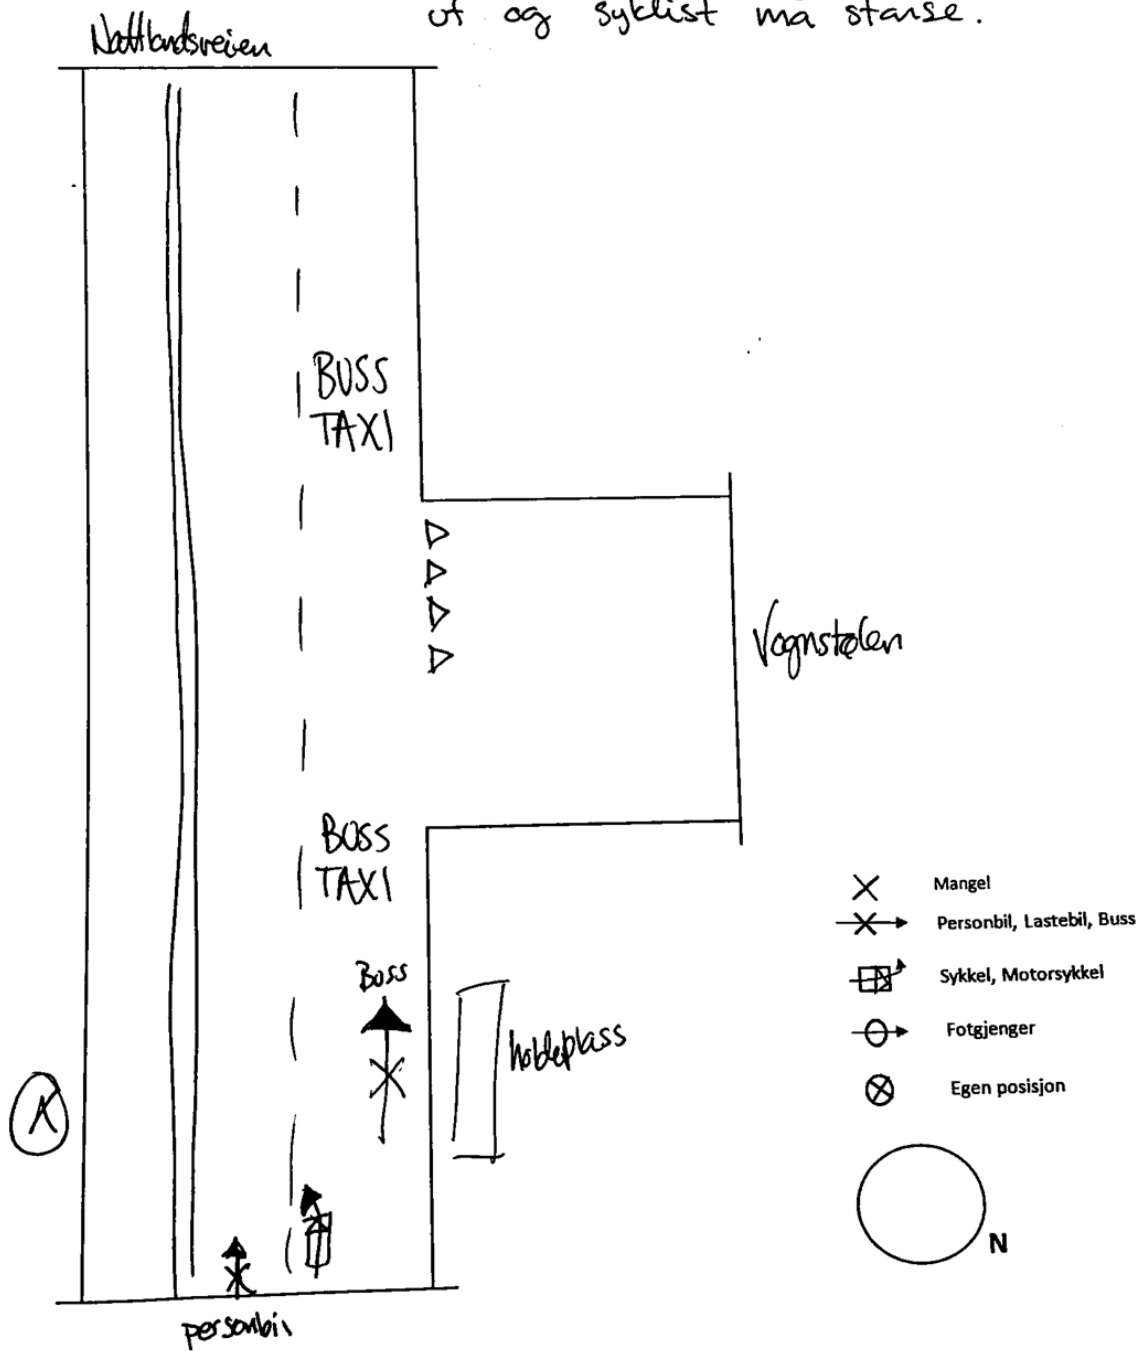 ut og syklist må stanse.
Nattlandsveien
BUSS
TAXI
Vognstølen
BUSS
TAXI
Buss
holdeplass
personbil
X Mangel
Personbil, Lastebil, Buss
Sykkel, Motorsykkel
Fotgjenger
Egen posisjon
N